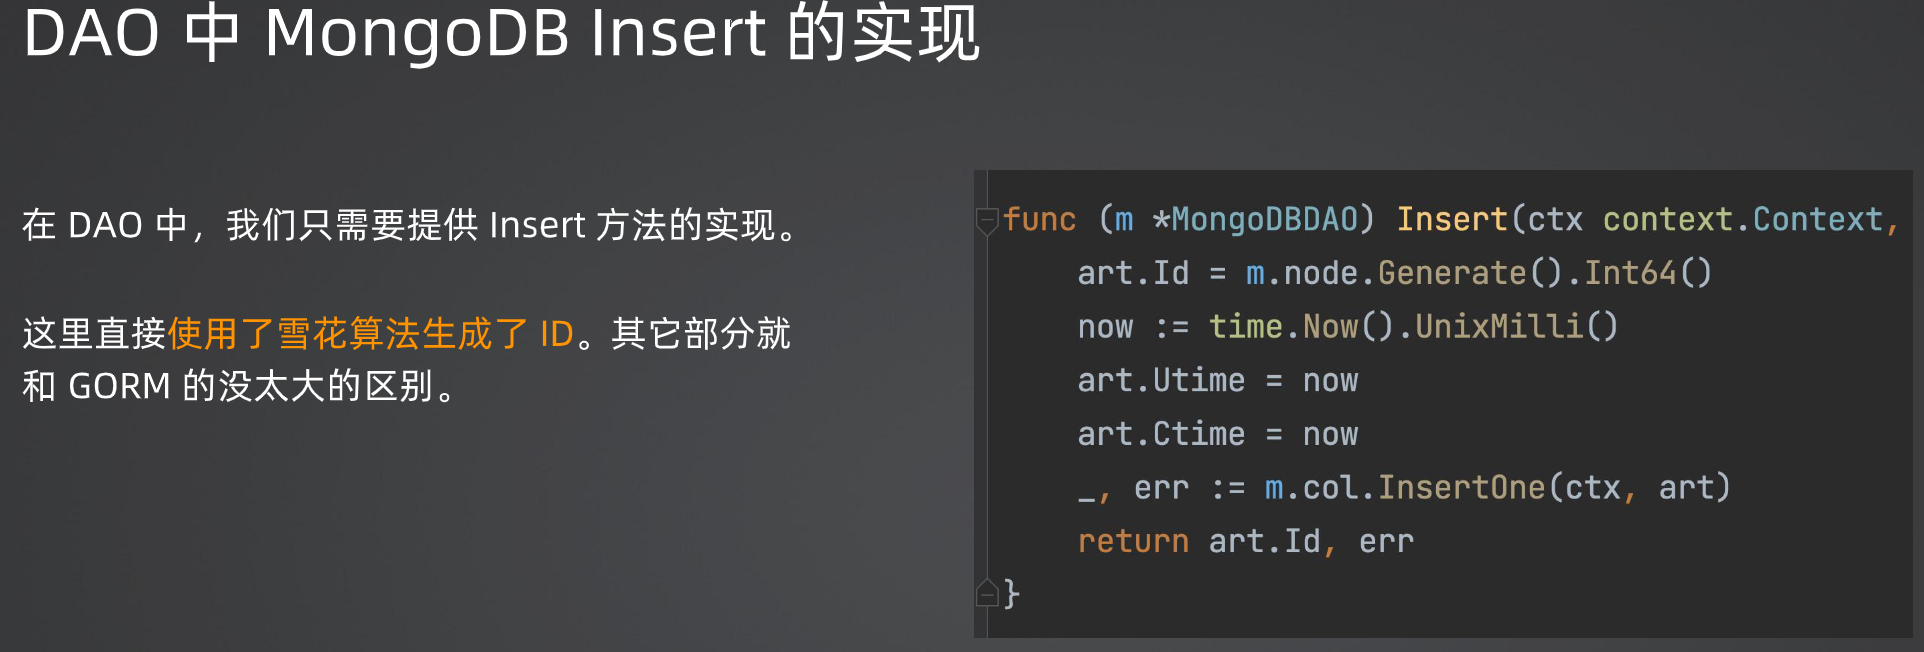 DAO 中 MongoDB Insert 的实现
在 DAO 中，我们只需要提供 Insert 方法的实现。
这里直接使用了雪花算法生成了 ID。其它部分就
和 GORM 的没太大的区别。
func (m *MongoDBDAO) Insert(ctx context.Context,
art.Id = m.node.Generate().Int64()
now := time.Now().UnixMilli()
art.Utime = now
art.Ctime = now
_, err := m.col.InsertOne(ctx, art)
return art.Id, err
}